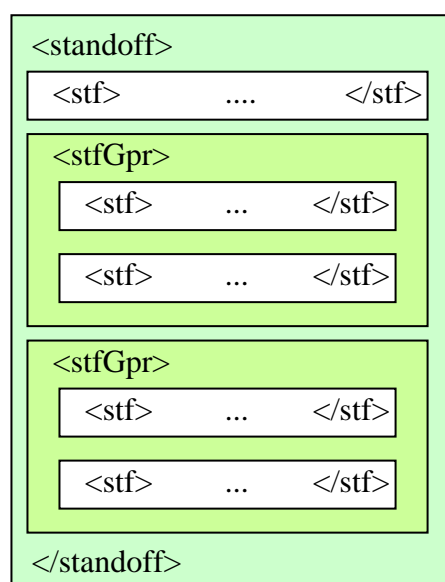 <standoff>
<stf> .... </stf>
<stfGpr>
<stf> ... </stf>
<stf> ... </stf>
<stfGpr>
<stf> ... </stf>
<stf> ... </stf>
</standoff>